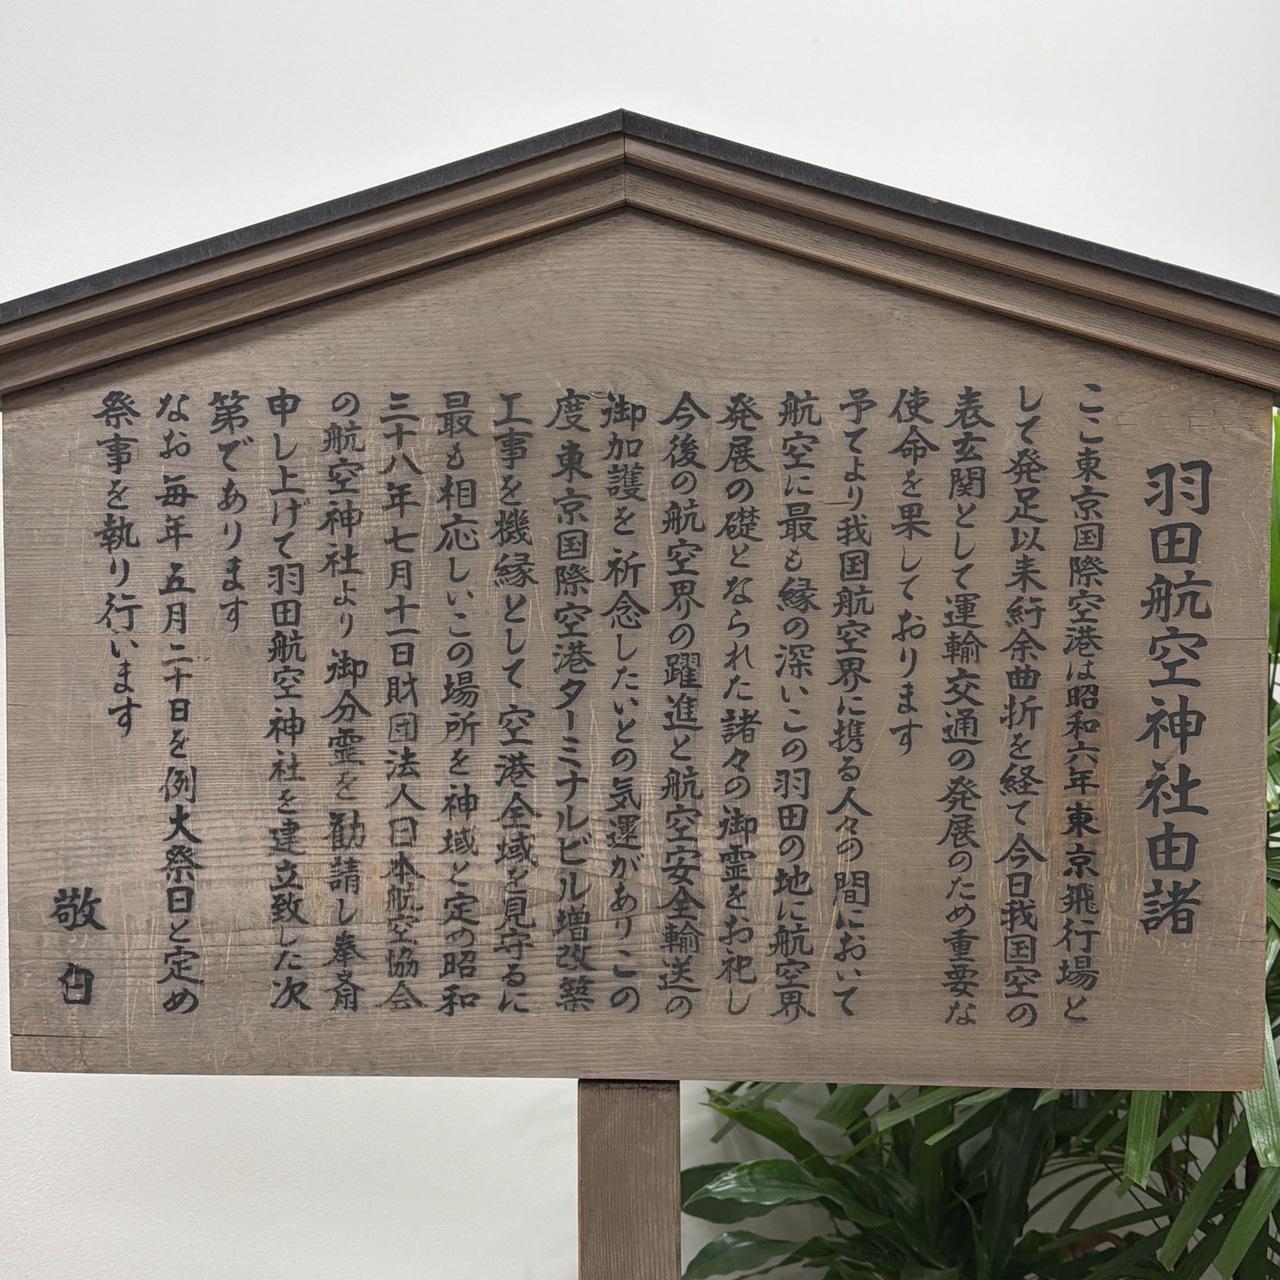 羽田航空神社由諸
ここ東京国際空港は昭和六年東京飛行場と
して発足以来紆余曲折を経て今日我国空の
表玄関として運輸交通の発展のため重要な
使命を果しております
予てより我国航空界に携る人々の間において
航空に最も縁の深いこの羽田の地に航空界
発展の礎となられた諸々の御霊をお祀し
今後の航空界の躍進と航空安全輸送の
御加護を祈念したいとの気運がありこの
度東京国際空港ターミナルビル増改築
工事を機縁として空港全域を見守るに
最も相応しいこの場所を神域と定め昭和
三十八年七月十一日財団法人日本航空協会
の航空神社より御分霊を勧請し奉斎
申し上げて羽田航空神社を建立致した次
第であります
なお毎年五月二十日を例大祭日と定め
祭事を執り行います
敬白